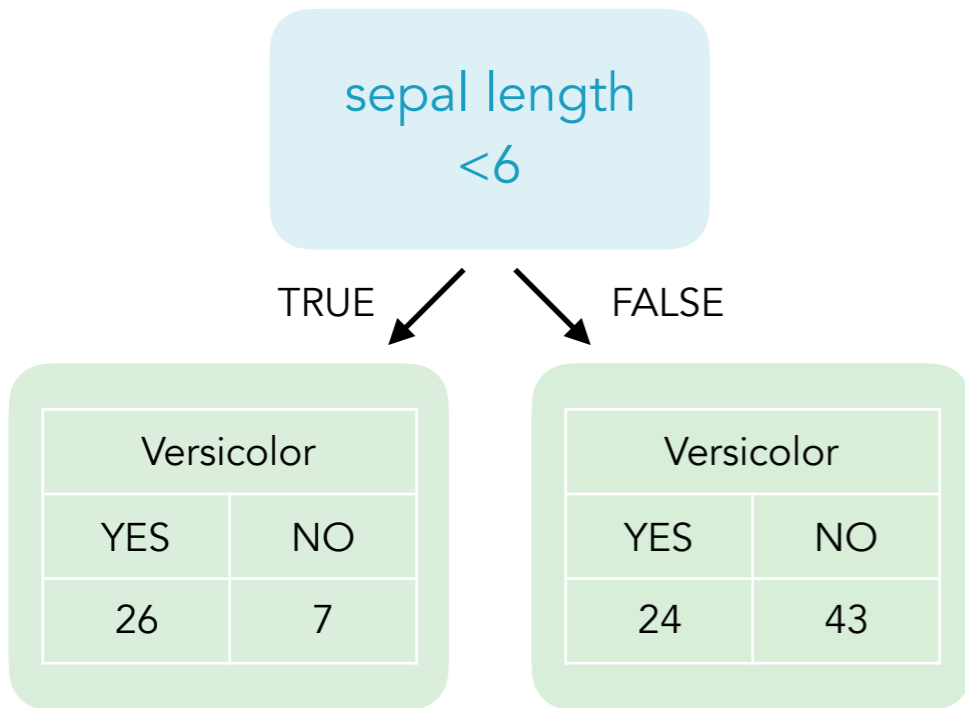 sepal length
<6
TRUE FALSE
Versicolor Versicolor
YES NO YES NO
26 7 24 43